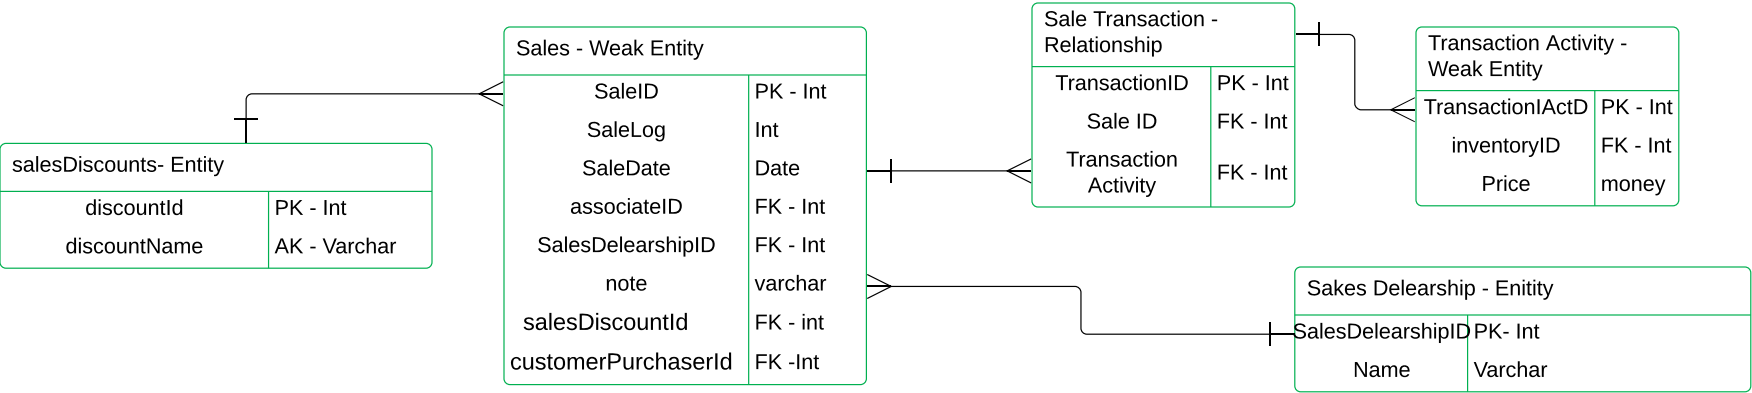 salesDiscounts- Entity
discountId PK - Int
discountName AK - Varchar
Sales - Weak Entity
SaleID PK - Int
SaleLog Int
SaleDate Date
associateID FK - Int
SalesDelearshipID FK - Int
note varchar
salesDiscountId FK - int
customerPurchaserId FK -Int
Sale Transaction -
Relationship
TransactionID PK - Int
Sale ID FK - Int
Transaction
Activity FK - Int
Transaction Activity -
Weak Entity
TransactionIActD PK - Int
inventoryID FK - Int
Price money
Sakes Delearship - Enitity
SalesDelearshipID PK- Int
Name Varchar